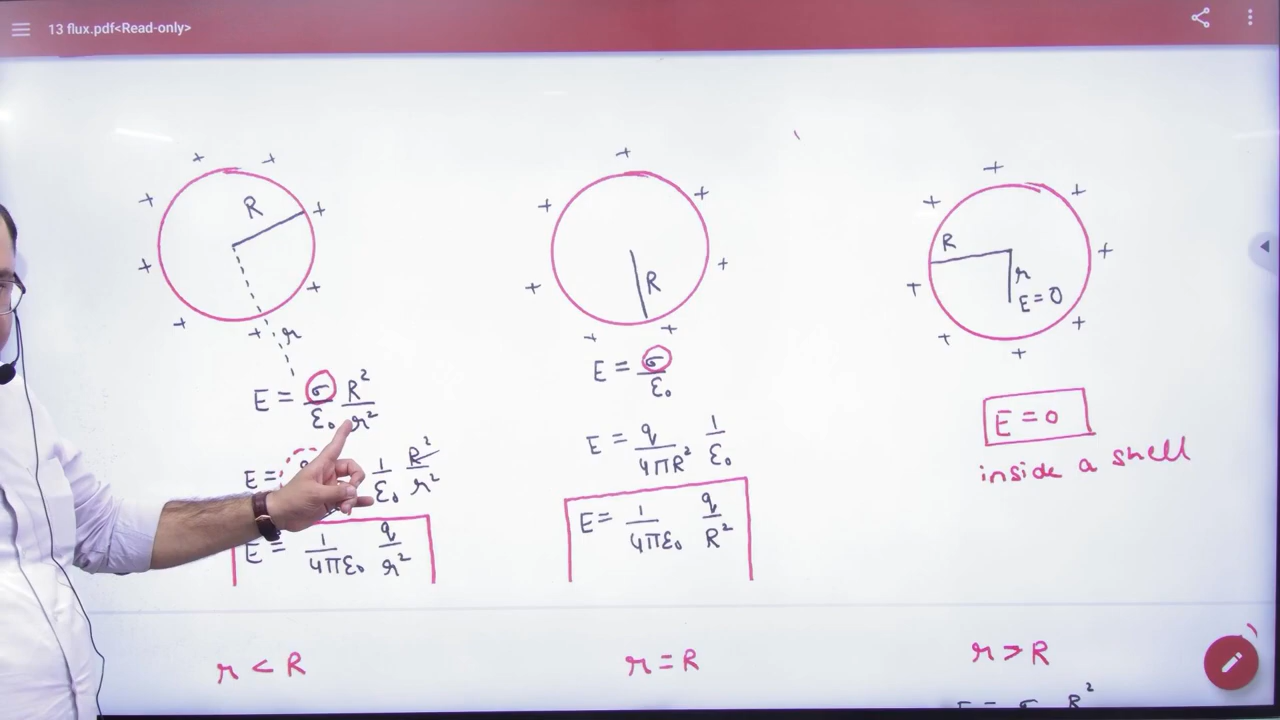 13 flux.pdf<Read-only>
+ + + + + + + +
R
r
E = σ/ε₀ R²/r²
E = 1/ε₀ R²/r²
E = 1/4πε₀ q/r²
+ + + + + + +
R
E = σ/ε₀
E = q/4πR² 1/ε₀
E = 1/4πε₀ q/R²
+ + + + + + + +
R
r
E = 0
E = 0
inside a shell
r < R
r = R
r > R
R²